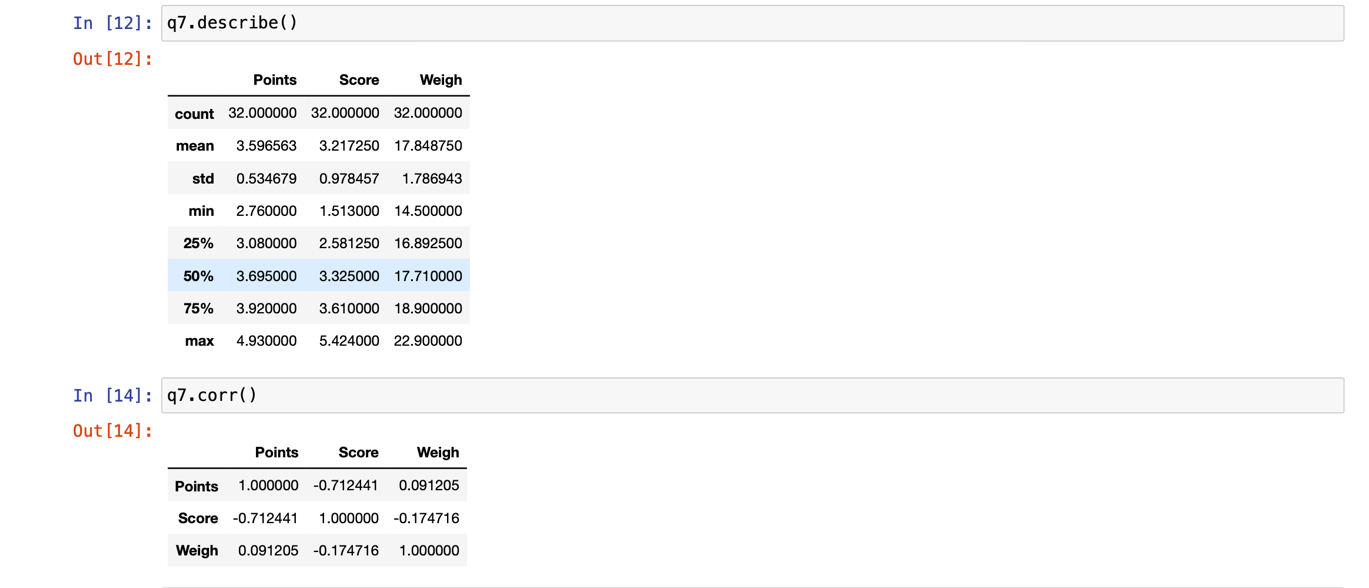 In [12]: q7.describe()
Out[12]:
Points Score Weigh
count 32.000000 32.000000 32.000000
mean 3.596563 3.217250 17.848750
std 0.534679 0.978457 1.786943
min 2.760000 1.513000 14.500000
25% 3.080000 2.581250 16.892500
50% 3.695000 3.325000 17.710000
75% 3.920000 3.610000 18.900000
max 4.930000 5.424000 22.900000
In [14]: q7.corr()
Out[14]:
Points Score Weigh
Points 1.000000 -0.712441 0.091205
Score -0.712441 1.000000 -0.174716
Weigh 0.091205 -0.174716 1.000000